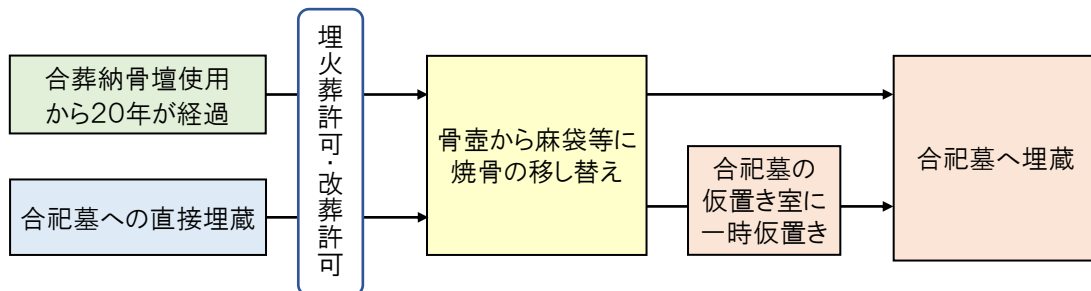 合葬納骨壇使用
から20年が経過
合祀墓への直接埋蔵
埋火葬許可・改葬許可
骨壺から麻袋等に
焼骨の移し替え
合祀墓の
仮置き室に
一時仮置き
合祀墓へ埋蔵